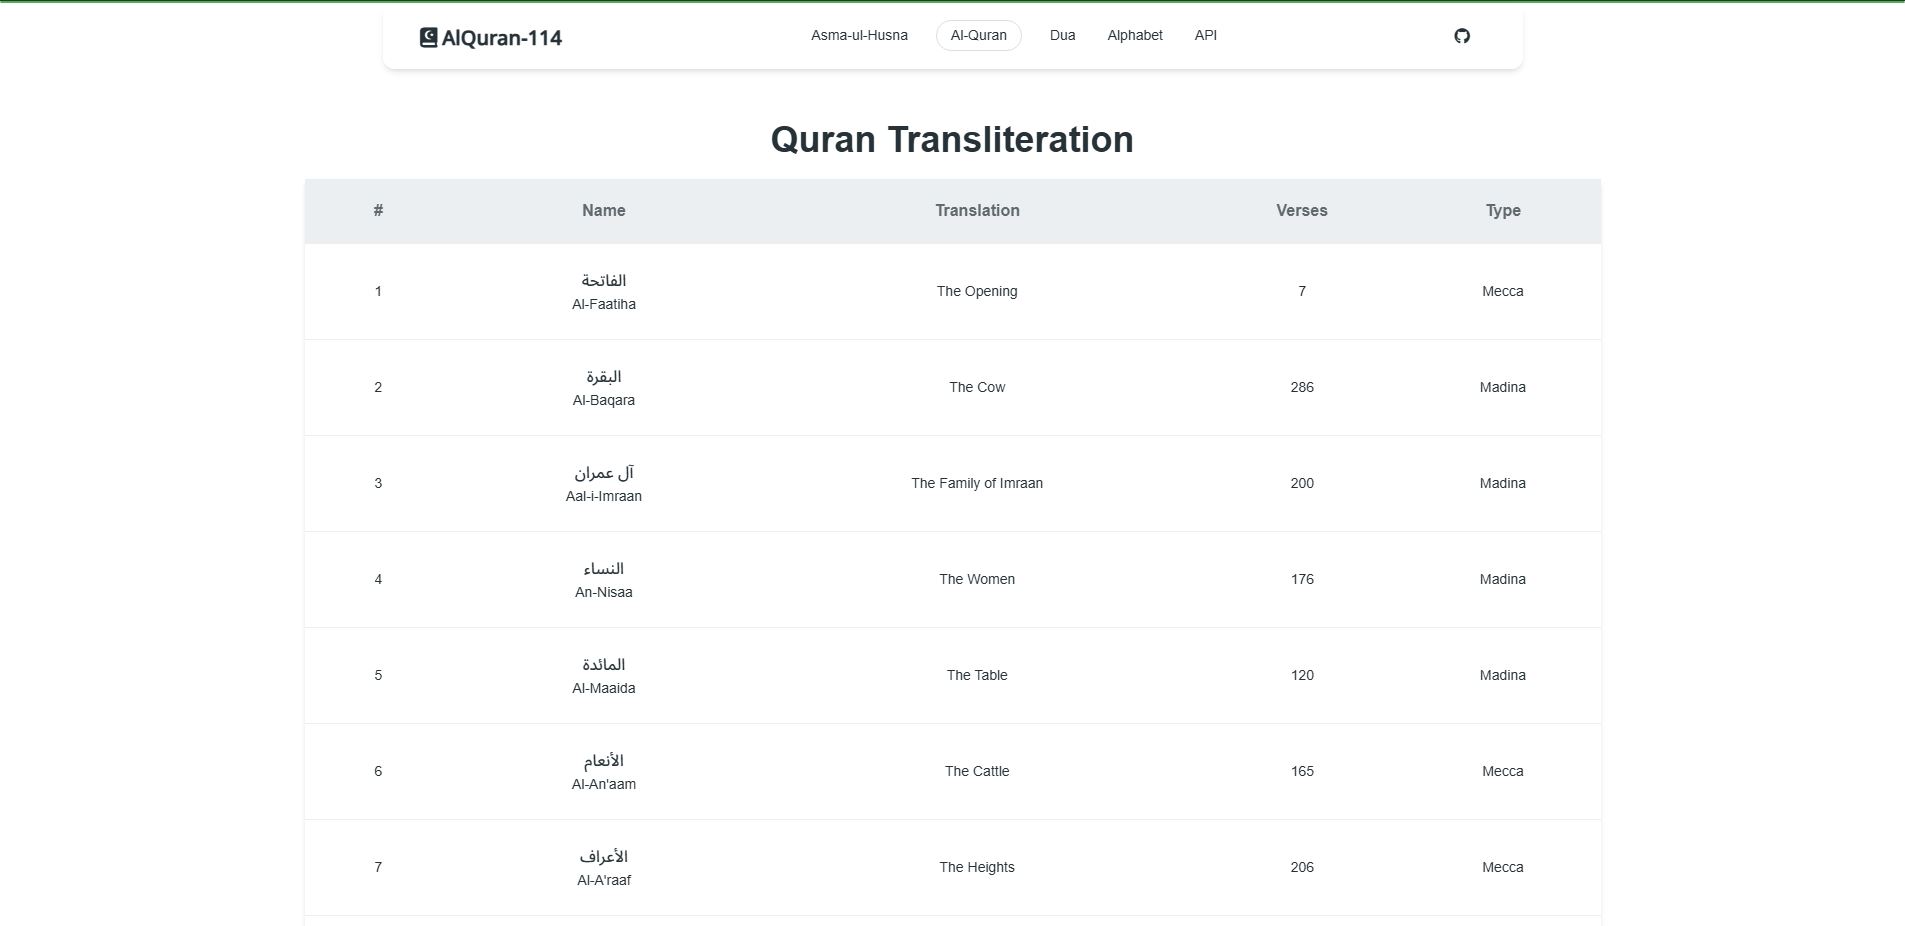 AlQuran-114
Asma-ul-Husna Al-Quran Dua Alphabet API
Quran Transliteration
# Name Translation Verses Type
1 الفاتحة The Opening 7 Mecca
Al-Faatiha
2 البقرة The Cow 286 Madina
Al-Baqara
3 آل عمران The Family of Imraan 200 Madina
Aal-i-Imraan
4 النساء The Women 176 Madina
An-Nisaa
5 المائدة The Table 120 Madina
Al-Maaida
6 الأنعام The Cattle 165 Mecca
Al-An'aam
7 الأعراف The Heights 206 Mecca
Al-A'raaf